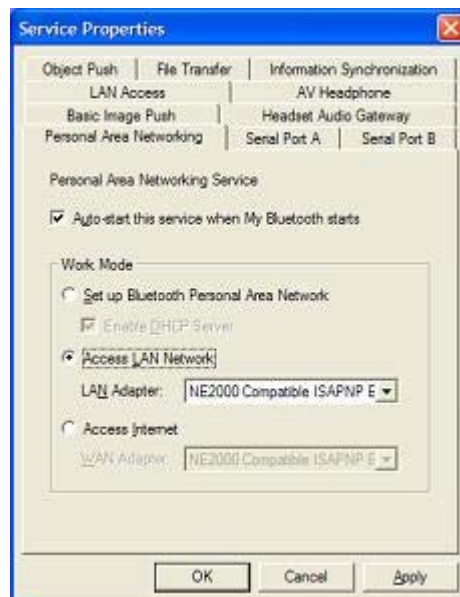 Service Properties
Object Push File Transfer Information Synchronization
LAN Access AV Headphone
Basic Image Push Headset Audio Gateway
Personal Area Networking Serial Port A Serial Port B
Personal Area Networking Service
Auto-start this service when My Bluetooth starts
Work Mode
Set up Bluetooth Personal Area Network
Enable DHCP Server
Access LAN Network
LAN Adapter: NE2000 Compatible ISAPNP E
Access Internet
WAN Adapter: NE2000 Compatible ISAPNP E
OK Cancel Apply